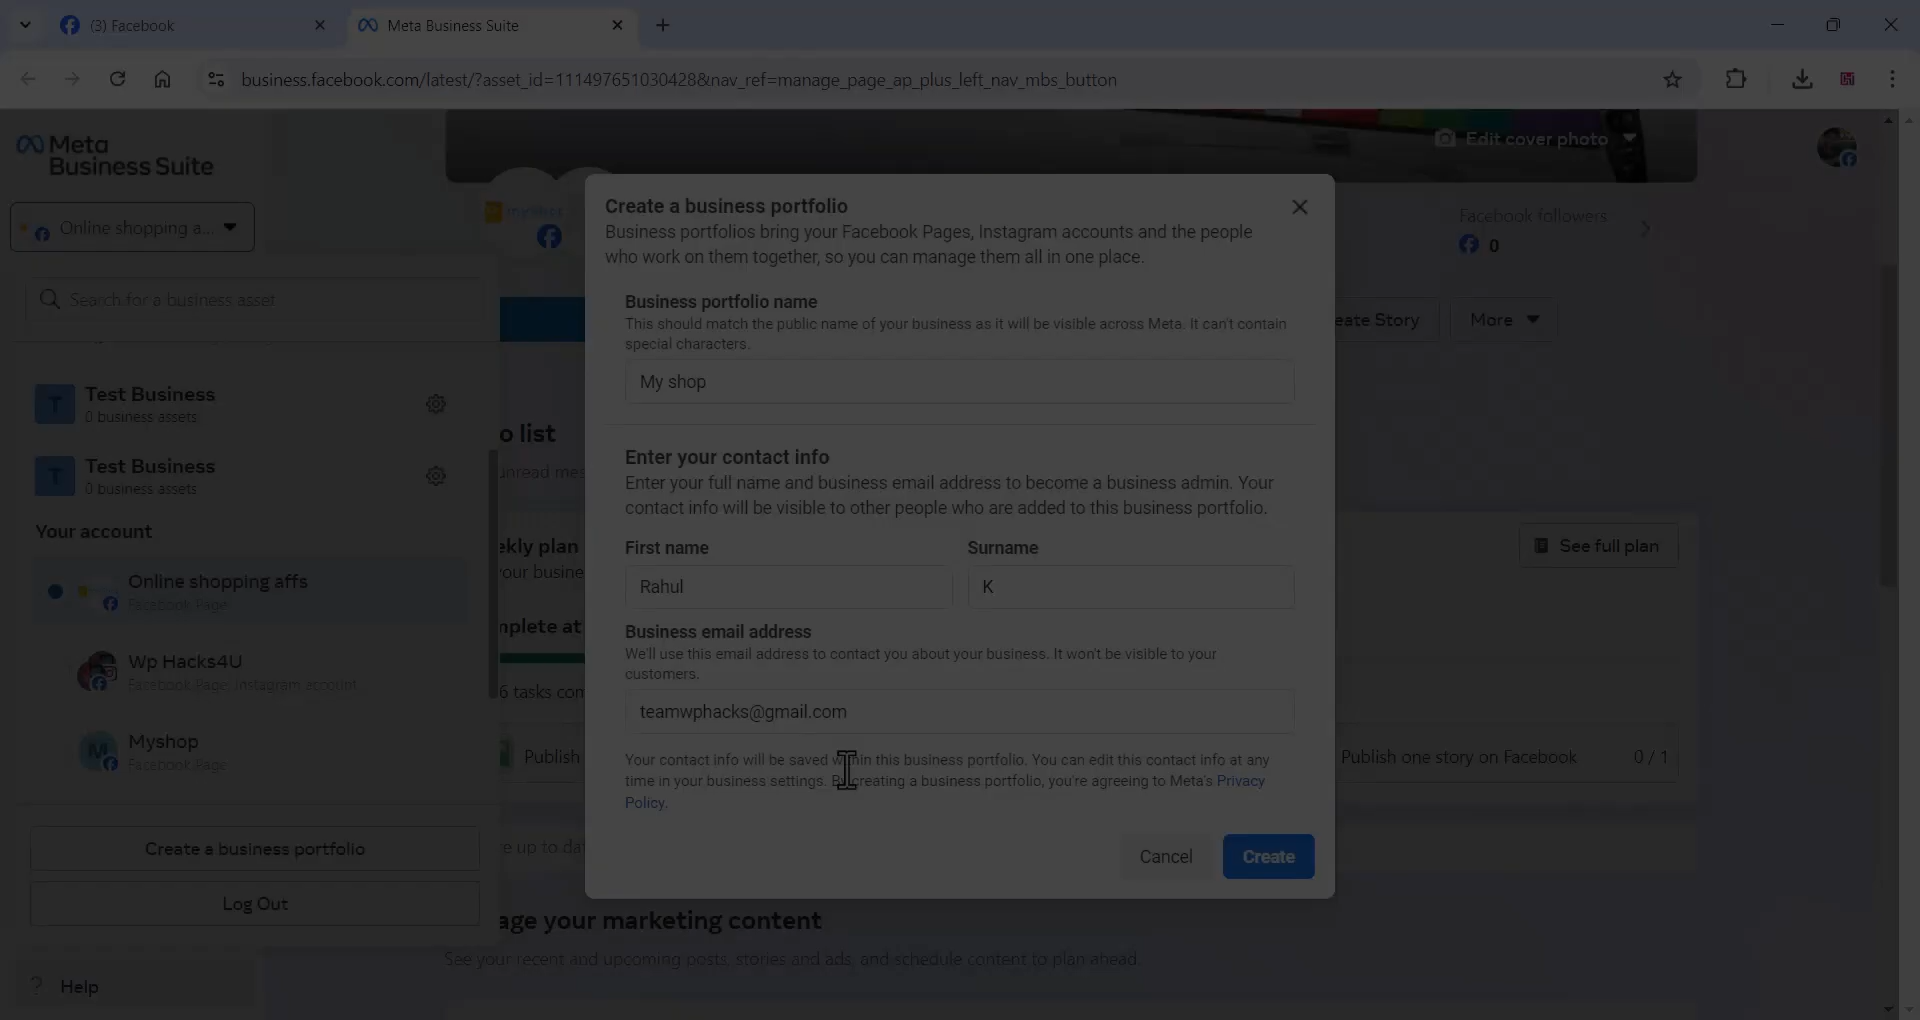 (3) Facebook
Meta Business Suite
business.facebook.com/latest/?asset_id=111497651030428&nav_ref=manage_page_ap_plus_left_nav_mbs_button
Meta
Business Suite
Edit cover photo
Online shopping a...
Facebook followers
0
Search for a business asset
eate Story
More
Test Business
0 business assets
Test Business
0 business assets
Your account
Online shopping affs
Facebook Page
Wp Hacks4U
Facebook Page, Instagram account
Myshop
Facebook Page
Create a business portfolio
Log Out
Help
o list
unread mes
ekly plan
our busine
See full plan
mplete at
6 tasks com
Publish
Publish one story on Facebook
0 / 1
e up to dat
age your marketing content
See your recent and upcoming posts, stories and ads, and schedule content to plan ahead.
Create a business portfolio
Business portfolios bring your Facebook Pages, Instagram accounts and the people
who work on them together, so you can manage them all in one place.
Business portfolio name
This should match the public name of your business as it will be visible across Meta. It can't contain
special characters.
My shop
Enter your contact info
Enter your full name and business email address to become a business admin. Your
contact info will be visible to other people who are added to this business portfolio.
First name
Surname
Rahul
K
Business email address
We'll use this email address to contact you about your business. It won't be visible to your
customers.
teamwphacks@gmail.com
Your contact info will be saved within this business portfolio. You can edit this contact info at any
time in your business settings. By creating a business portfolio, you're agreeing to Meta's Privacy
Policy.
Cancel
Create